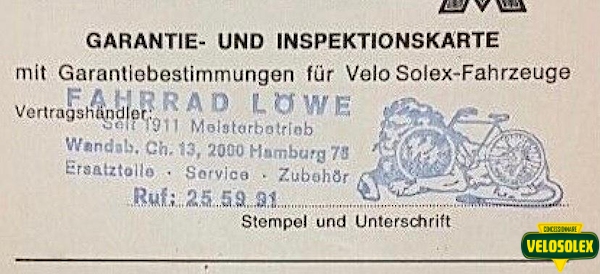 GARANTIE- UND INSPEKTIONSKARTE
mit Garantiebestimmungen für Velo Solex-Fahrzeuge
FAHRRAD LÖWE
Vertragshändler:
Seit 1911 Meisterbetrieb
Wandsb. Ch. 13, 2000 Hamburg 76
Ersatzteile · Service · Zubehör
Ruf: 25 59 91
Stempel und Unterschrift
CONCESSIONNAIRE
VELOSOLEX